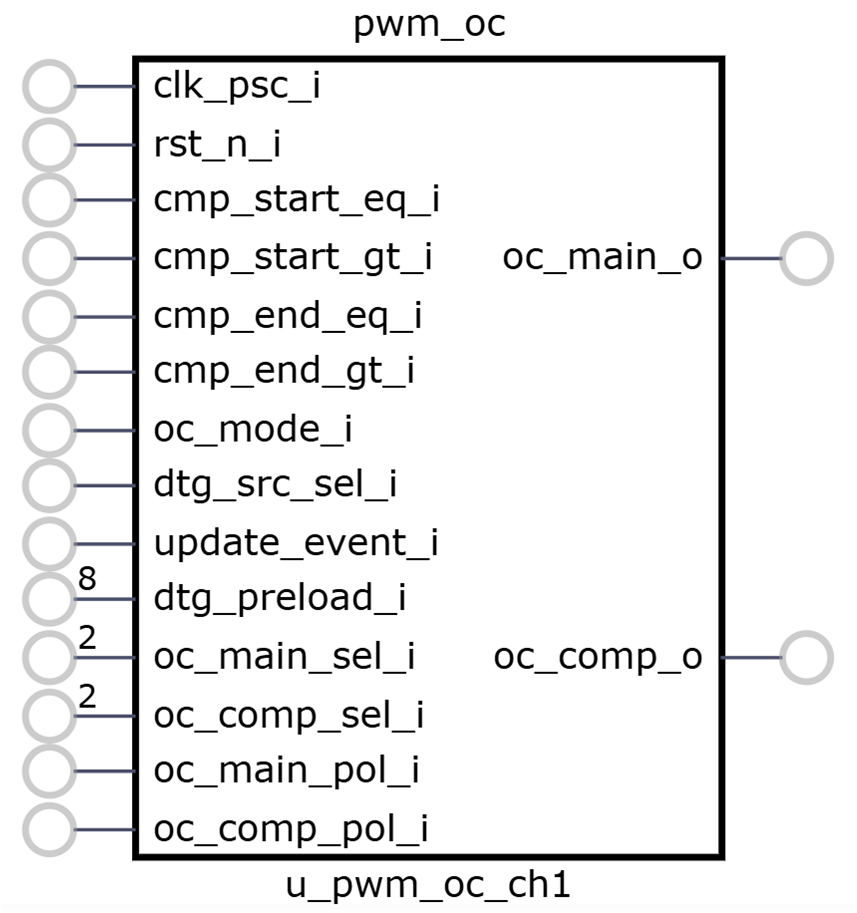 pwm_oc
clk_psc_i
rst_n_i
cmp_start_eq_i
cmp_start_gt_i oc_main_o
cmp_end_eq_i
cmp_end_gt_i
oc_mode_i
dtg_src_sel_i
update_event_i
8 dtg_preload_i
2 oc_main_sel_i oc_comp_o
2 oc_comp_sel_i
oc_main_pol_i
oc_comp_pol_i
u_pwm_oc_ch1